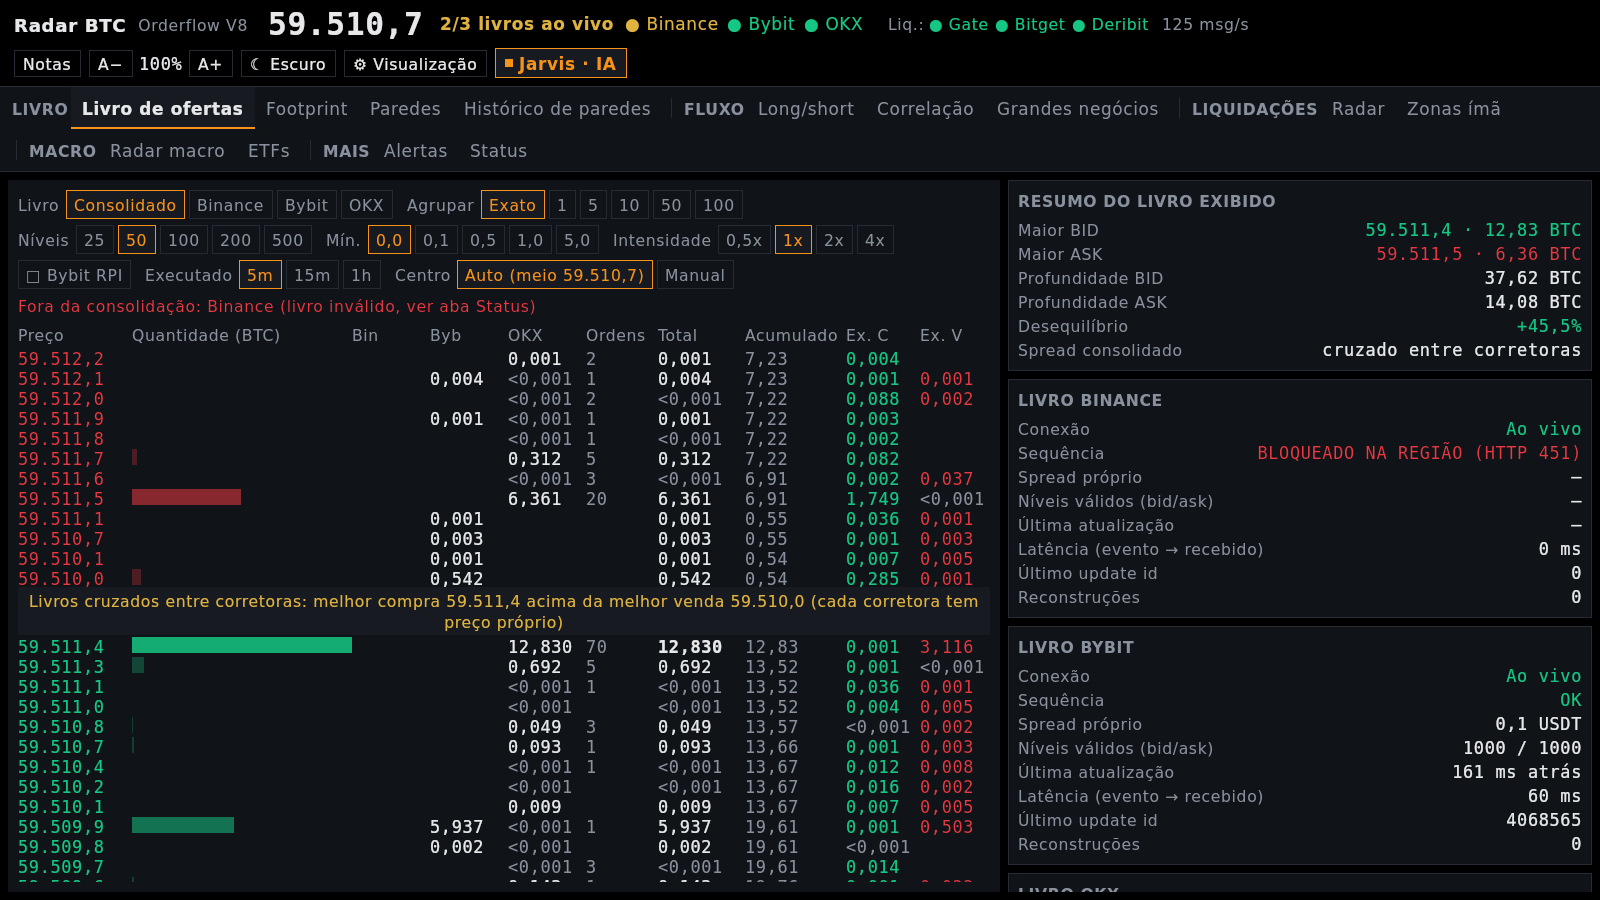 Radar BTC Orderflow V8 59.510,7 2/3 livros ao vivo ● Binance ● Bybit ● OKX Liq.: ● Gate ● Bitget ● Deribit 125 msg/s
Notas A− 100% A+ ☾ Escuro ⚙ Visualização ■ Jarvis · IA
LIVRO Livro de ofertas Footprint Paredes Histórico de paredes FLUXO Long/short Correlação Grandes negócios LIQUIDAÇÕES Radar Zonas ímã
MACRO Radar macro ETFs MAIS Alertas Status
Livro Consolidado Binance Bybit OKX Agrupar Exato 1 5 10 50 100
Níveis 25 50 100 200 500 Mín. 0,0 0,1 0,5 1,0 5,0 Intensidade 0,5x 1x 2x 4x
□ Bybit RPI Executado 5m 15m 1h Centro Auto (meio 59.510,7) Manual
Fora da consolidação: Binance (livro inválido, ver aba Status)
Preço Quantidade (BTC) Bin Byb OKX Ordens Total Acumulado Ex. C Ex. V
59.512,2 0,001 2 0,001 7,23 0,004
59.512,1 0,004 <0,001 1 0,004 7,23 0,001 0,001
59.512,0 <0,001 2 <0,001 7,22 0,088 0,002
59.511,9 0,001 <0,001 1 0,001 7,22 0,003
59.511,8 <0,001 1 <0,001 7,22 0,002
59.511,7 0,312 5 0,312 7,22 0,082
59.511,6 <0,001 3 <0,001 6,91 0,002 0,037
59.511,5 6,361 20 6,361 6,91 1,749 <0,001
59.511,1 0,001 0,001 0,55 0,036 0,001
59.510,7 0,003 0,003 0,55 0,001 0,003
59.510,1 0,001 0,001 0,54 0,007 0,005
59.510,0 0,542 0,542 0,54 0,285 0,001
Livros cruzados entre corretoras: melhor compra 59.511,4 acima da melhor venda 59.510,0 (cada corretora tem
preço próprio)
59.511,4 12,830 70 12,830 12,83 0,001 3,116
59.511,3 0,692 5 0,692 13,52 0,001 <0,001
59.511,1 <0,001 1 <0,001 13,52 0,036 0,001
59.511,0 <0,001 <0,001 13,52 0,004 0,005
59.510,8 0,049 3 0,049 13,57 <0,001 0,002
59.510,7 0,093 1 0,093 13,66 0,001 0,003
59.510,4 <0,001 1 <0,001 13,67 0,012 0,008
59.510,2 <0,001 <0,001 13,67 0,016 0,002
59.510,1 0,009 0,009 13,67 0,007 0,005
59.509,9 5,937 <0,001 1 5,937 19,61 0,001 0,503
59.509,8 0,002 <0,001 0,002 19,61 <0,001
59.509,7 <0,001 3 <0,001 19,61 0,014
RESUMO DO LIVRO EXIBIDO
Maior BID 59.511,4 · 12,83 BTC
Maior ASK 59.511,5 · 6,36 BTC
Profundidade BID 37,62 BTC
Profundidade ASK 14,08 BTC
Desequilíbrio +45,5%
Spread consolidado cruzado entre corretoras
LIVRO BINANCE
Conexão Ao vivo
Sequência BLOQUEADO NA REGIÃO (HTTP 451)
Spread próprio —
Níveis válidos (bid/ask) —
Última atualização —
Latência (evento → recebido) 0 ms
Último update id 0
Reconstruções 0
LIVRO BYBIT
Conexão Ao vivo
Sequência OK
Spread próprio 0,1 USDT
Níveis válidos (bid/ask) 1000 / 1000
Última atualização 161 ms atrás
Latência (evento → recebido) 60 ms
Último update id 4068565
Reconstruções 0
LIVRO OKX